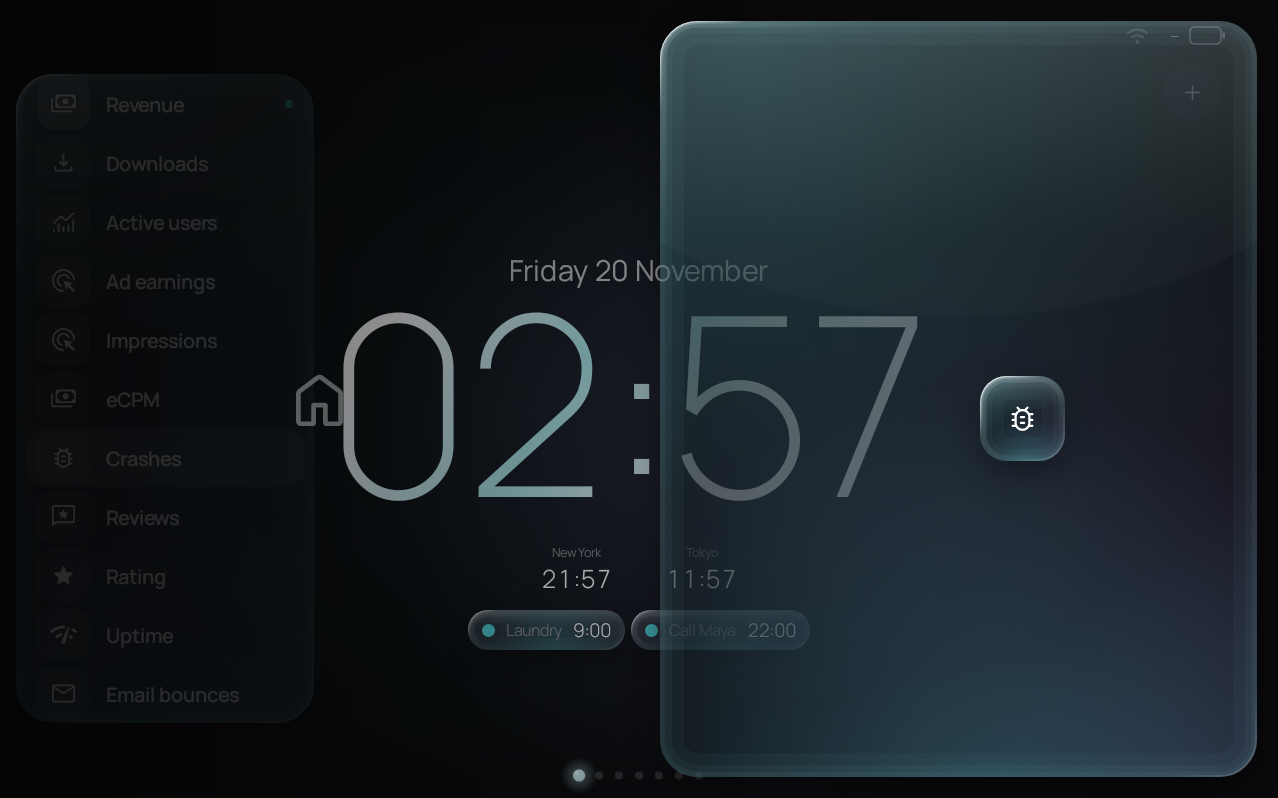 Revenue
Downloads
Active users
Ad earnings
Impressions
eCPM
Crashes
Reviews
Rating
Uptime
Email bounces
Friday 20 November
02:57
New York
21:57
Tokyo
11:57
Laundry 9:00
Call Maya 22:00